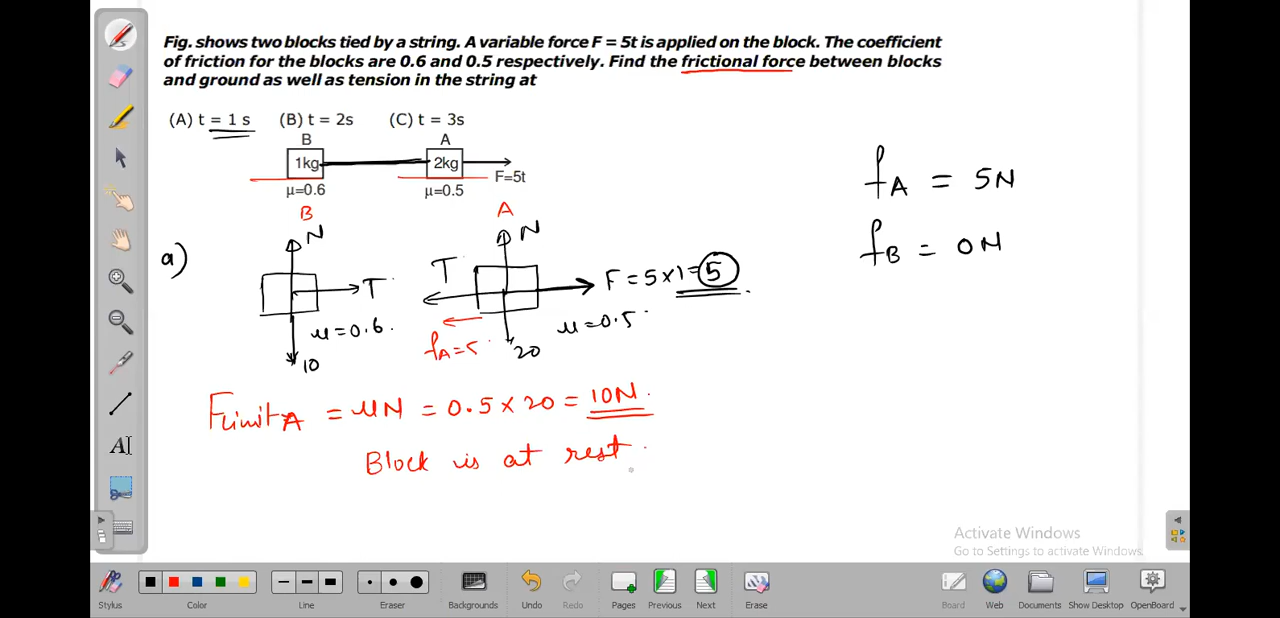 Fig. shows two blocks tied by a string. A variable force F = 5t is applied on the block. The coefficient
of friction for the blocks are 0.6 and 0.5 respectively. Find the frictional force between blocks
and ground as well as tension in the string at
(A) t = 1 s (B) t = 2s (C) t = 3s
B A
1kg 2kg
F=5t
μ=0.6 μ=0.5
B A
a)
N N
T T F = 5×1=5
μ=0.6 μ=0.5
10 fA=5 20
Flimit A = μN = 0.5×20 = 10N
Block is at rest
fA = 5N
fB = 0N
AI
Activate Windows
Go to Settings to activate Windows.
Stylus Color Line Eraser Backgrounds Undo Redo Pages Previous Next Erase Board Web Documents Show Desktop OpenBoard